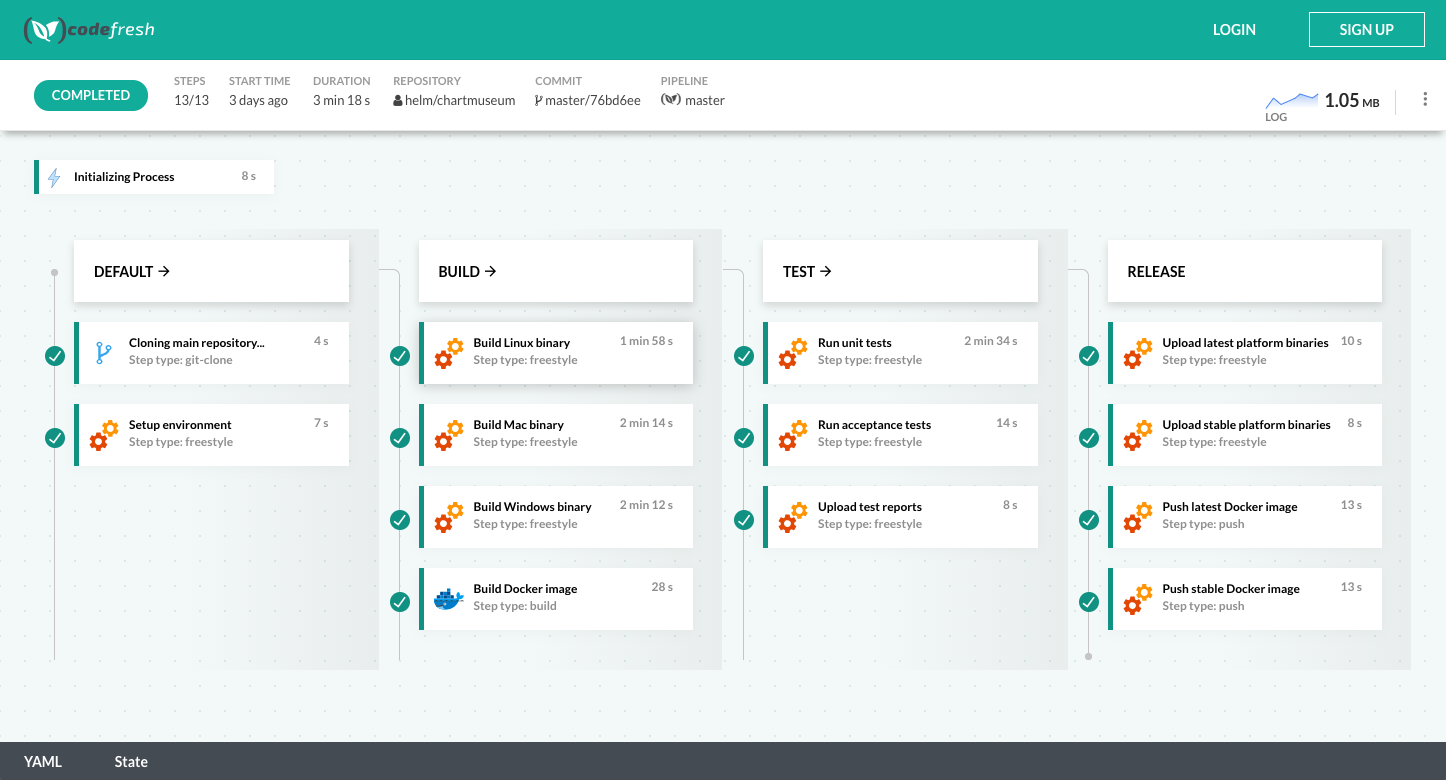 codefresh
LOGIN
SIGN UP
COMPLETED
STEPS
13/13
START TIME
3 days ago
DURATION
3 min 18 s
REPOSITORY
helm/chartmuseum
COMMIT
master/76bd6ee
PIPELINE
master
LOG
1.05 MB
Initializing Process 8 s
DEFAULT →
Cloning main repository... 4 s
Step type: git-clone
Setup environment 7 s
Step type: freestyle
BUILD →
Build Linux binary 1 min 58 s
Step type: freestyle
Build Mac binary 2 min 14 s
Step type: freestyle
Build Windows binary 2 min 12 s
Step type: freestyle
Build Docker image 28 s
Step type: build
TEST →
Run unit tests 2 min 34 s
Step type: freestyle
Run acceptance tests 14 s
Step type: freestyle
Upload test reports 8 s
Step type: freestyle
RELEASE
Upload latest platform binaries 10 s
Step type: freestyle
Upload stable platform binaries 8 s
Step type: freestyle
Push latest Docker image 13 s
Step type: push
Push stable Docker image 13 s
Step type: push
YAML State